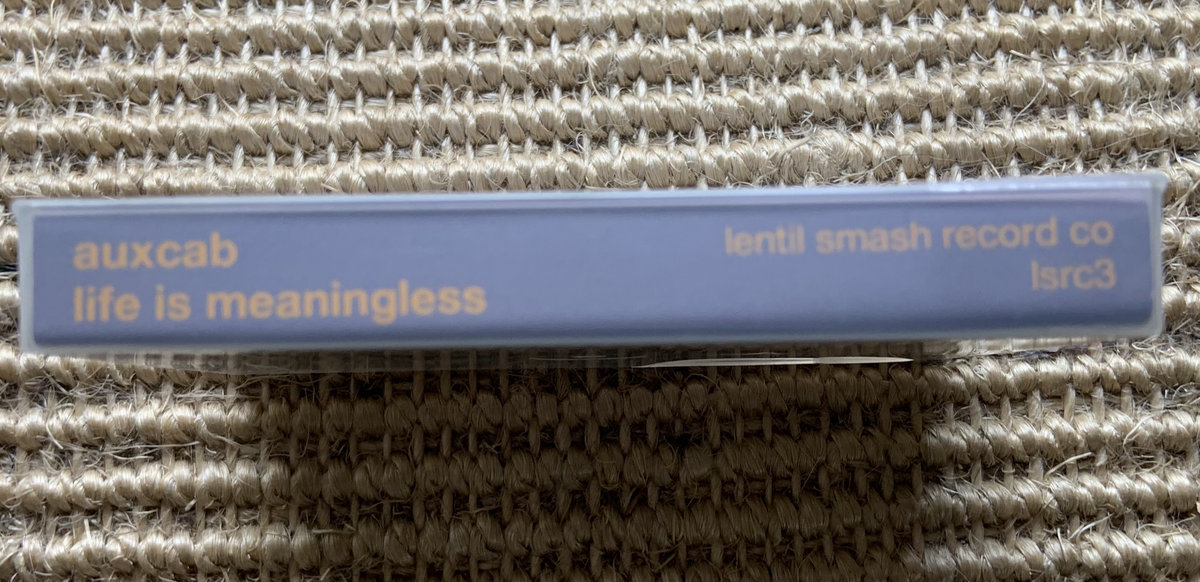 auxcab
life is meaningless
lentil smash record co
lsrc3